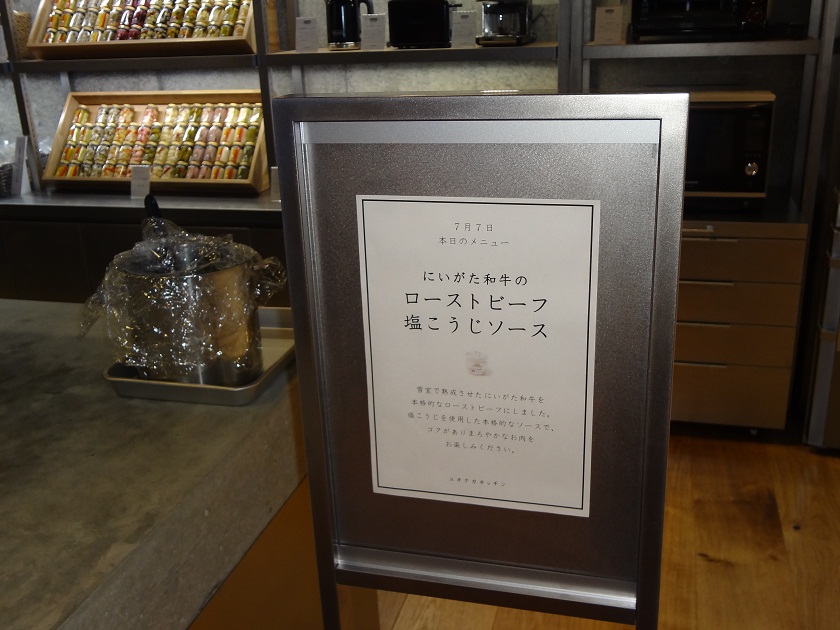 7月7日
本日のメニュー
にいがた和牛の
ローストビーフ
塩こうじソース
雪室で熟成させたにいがた和牛を
本格的なローストビーフにしました。
塩こうじを使用した本格的なソースで、
コクがありまろやかなお肉を
お楽しみください。
ユキグラキッチン